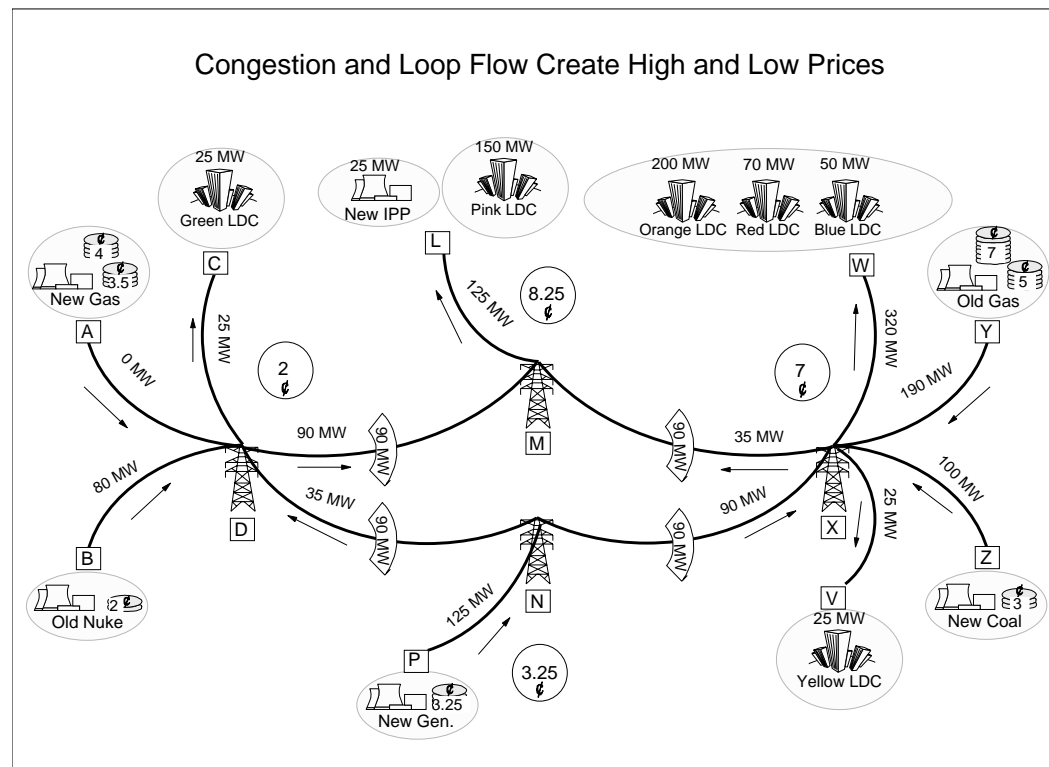 Congestion and Loop Flow Create High and Low Prices
25 MW
Green LDC
25 MW
New IPP
150 MW
Pink LDC
200 MW 70 MW 50 MW
Orange LDC Red LDC Blue LDC
¢
4
¢
3.5
New Gas
¢
7
¢
5
Old Gas
A
C
L
W
Y
0 MW
25 MW
125 MW
8.25
¢
320 MW
190 MW
2
¢
7
¢
90 MW
90 MW
M
90 MW
35 MW
80 MW
D
35 MW
90 MW
N
90 MW
90 MW
X
25 MW
100 MW
B
¢
2
Old Nuke
125 MW
P
¢
3.25
New Gen.
3.25
¢
V
25 MW
Yellow LDC
Z
¢
3
New Coal